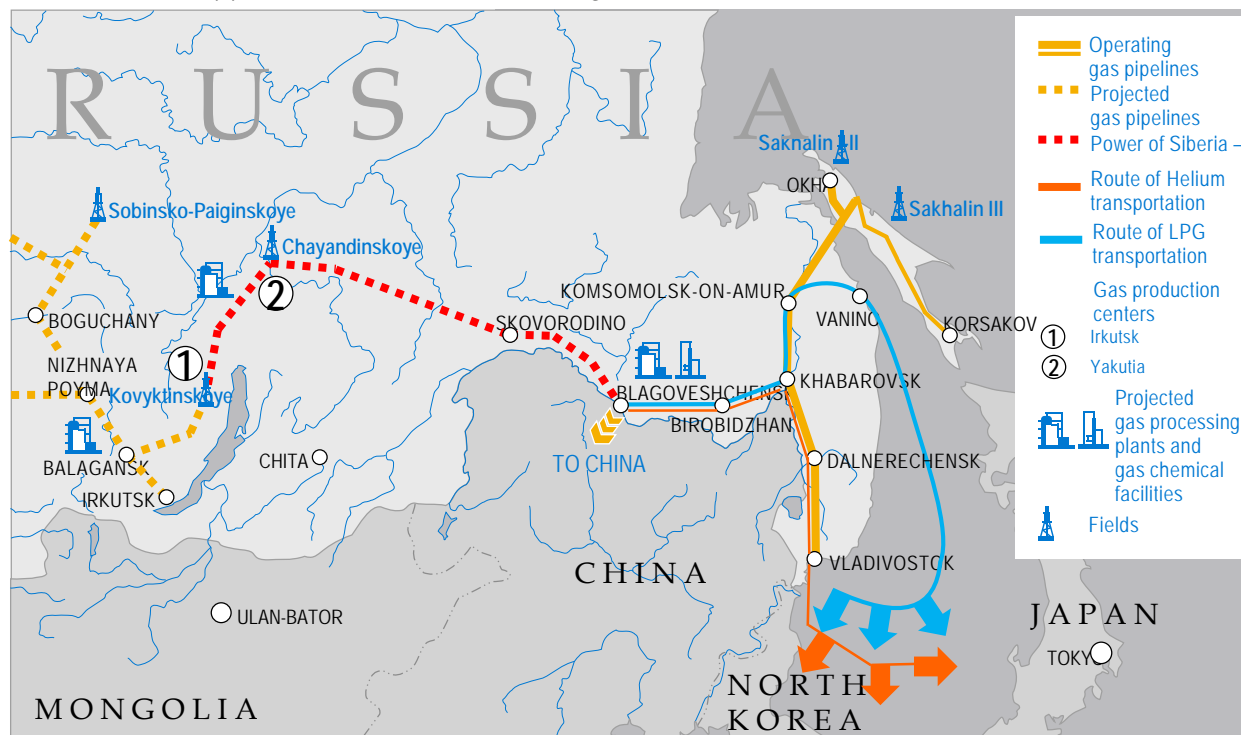 RUSSIA
Saknalin III
OKHA
Sakhalin III
Sobinsko-Paiginskoye
Chayandinskoye
2
KOMSOMOLSK-ON-AMUR
VANINO
BOGUCHANY
SKOVORODINO
KORSAKOV
1
NIZHNAYA
POYMA
Kovyktinskoye
KHABAROVSK
BLAGOVESHCHENSK
BIROBIDZHAN
BALAGANSK
CHITA
TO CHINA
DALNERECHENSK
IRKUTSK
VLADIVOSTOK
CHINA
ULAN-BATOR
JAPAN
TOKYO
NORTH
KOREA
MONGOLIA
Operating
gas pipelines
Projected
gas pipelines
Power of Siberia –
Route of Helium
transportation
Route of LPG
transportation
Gas production
centers
1 Irkutsk
2 Yakutia
Projected
gas processing
plants and
gas chemical
facilities
Fields